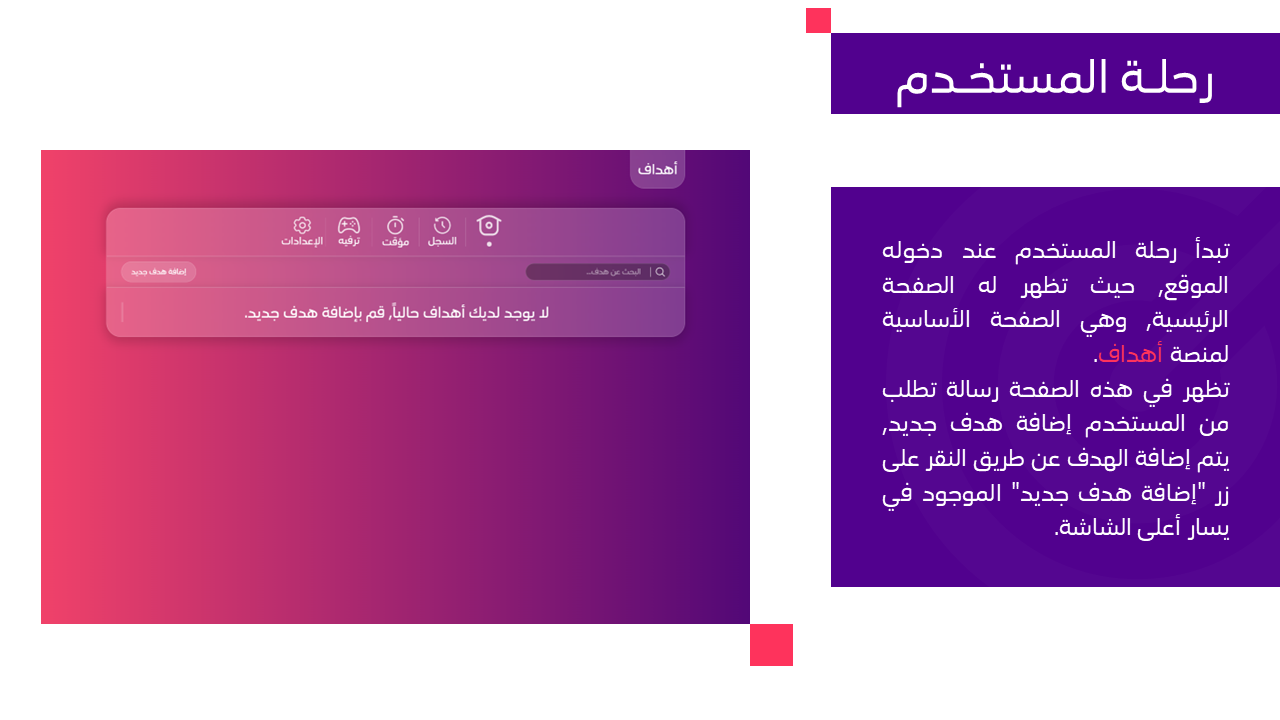 رحلـة المستخـدم
تبدأ رحلة المستخدم عند دخوله
الموقع, حيث تظهر له الصفحة
الرئيسية, وهي الصفحة الأساسية
لمنصة أهداف.
تظهر في هذه الصفحة رسالة تطلب
من المستخدم إضافة هدف جديد,
يتم إضافة الهدف عن طريق النقر على
زر "إضافة هدف جديد" الموجود في
يسار أعلى الشاشة.
أهداف
السجل
مؤقت
ترفيه
الإعدادات
البحث عن هدف...
إضافة هدف جديد
لا يوجد لديك أهداف حالياً, قم بإضافة هدف جديد.